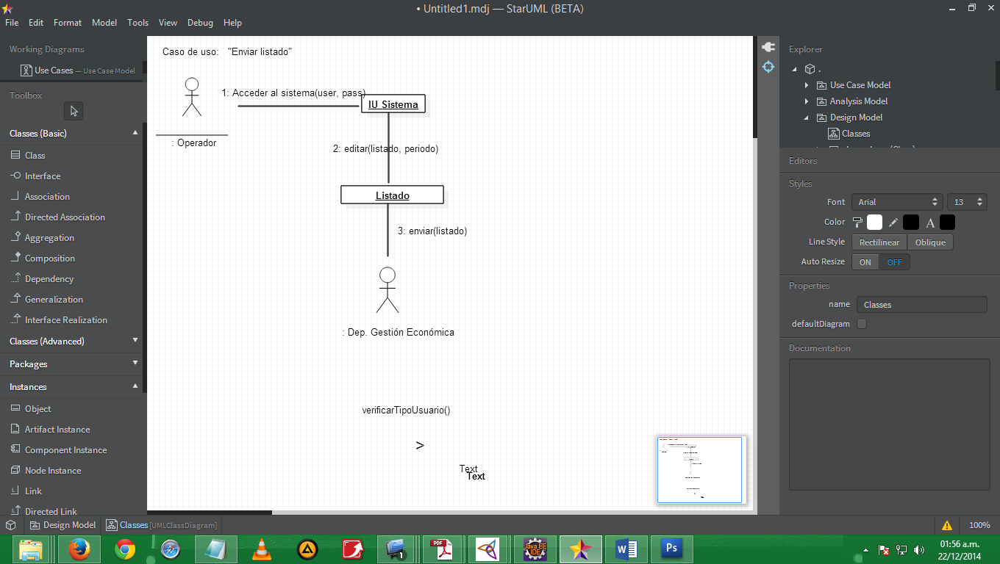 • Untitled1.mdj — StarUML (BETA)
File Edit Format Model Tools View Debug Help
Working Diagrams
Use Cases — Use Case Model
Toolbox
Classes (Basic)
Class
Interface
Association
Directed Association
Aggregation
Composition
Dependency
Generalization
Interface Realization
Classes (Advanced)
Packages
Instances
Object
Artifact Instance
Component Instance
Node Instance
Link
Directed Link
Caso de uso: "Enviar listado"
1: Acceder al sistema(user, pass)
IU Sistema
: Operador
2: editar(listado, periodo)
Listado
3: enviar(listado)
: Dep. Gestión Económica
verificarTipoUsuario()
>
Text
Text
Explorer
.
Use Case Model
Analysis Model
Design Model
Classes
Editors
Styles
Font Arial 13
Color A
Line Style Rectilinear Oblique
Auto Resize ON OFF
Properties
name Classes
defaultDiagram
Documentation
Design Model Classes [UMLClassDiagram] 100%
PDF
Java EE
IDE
W
Ps
01:56 a.m.
22/12/2014